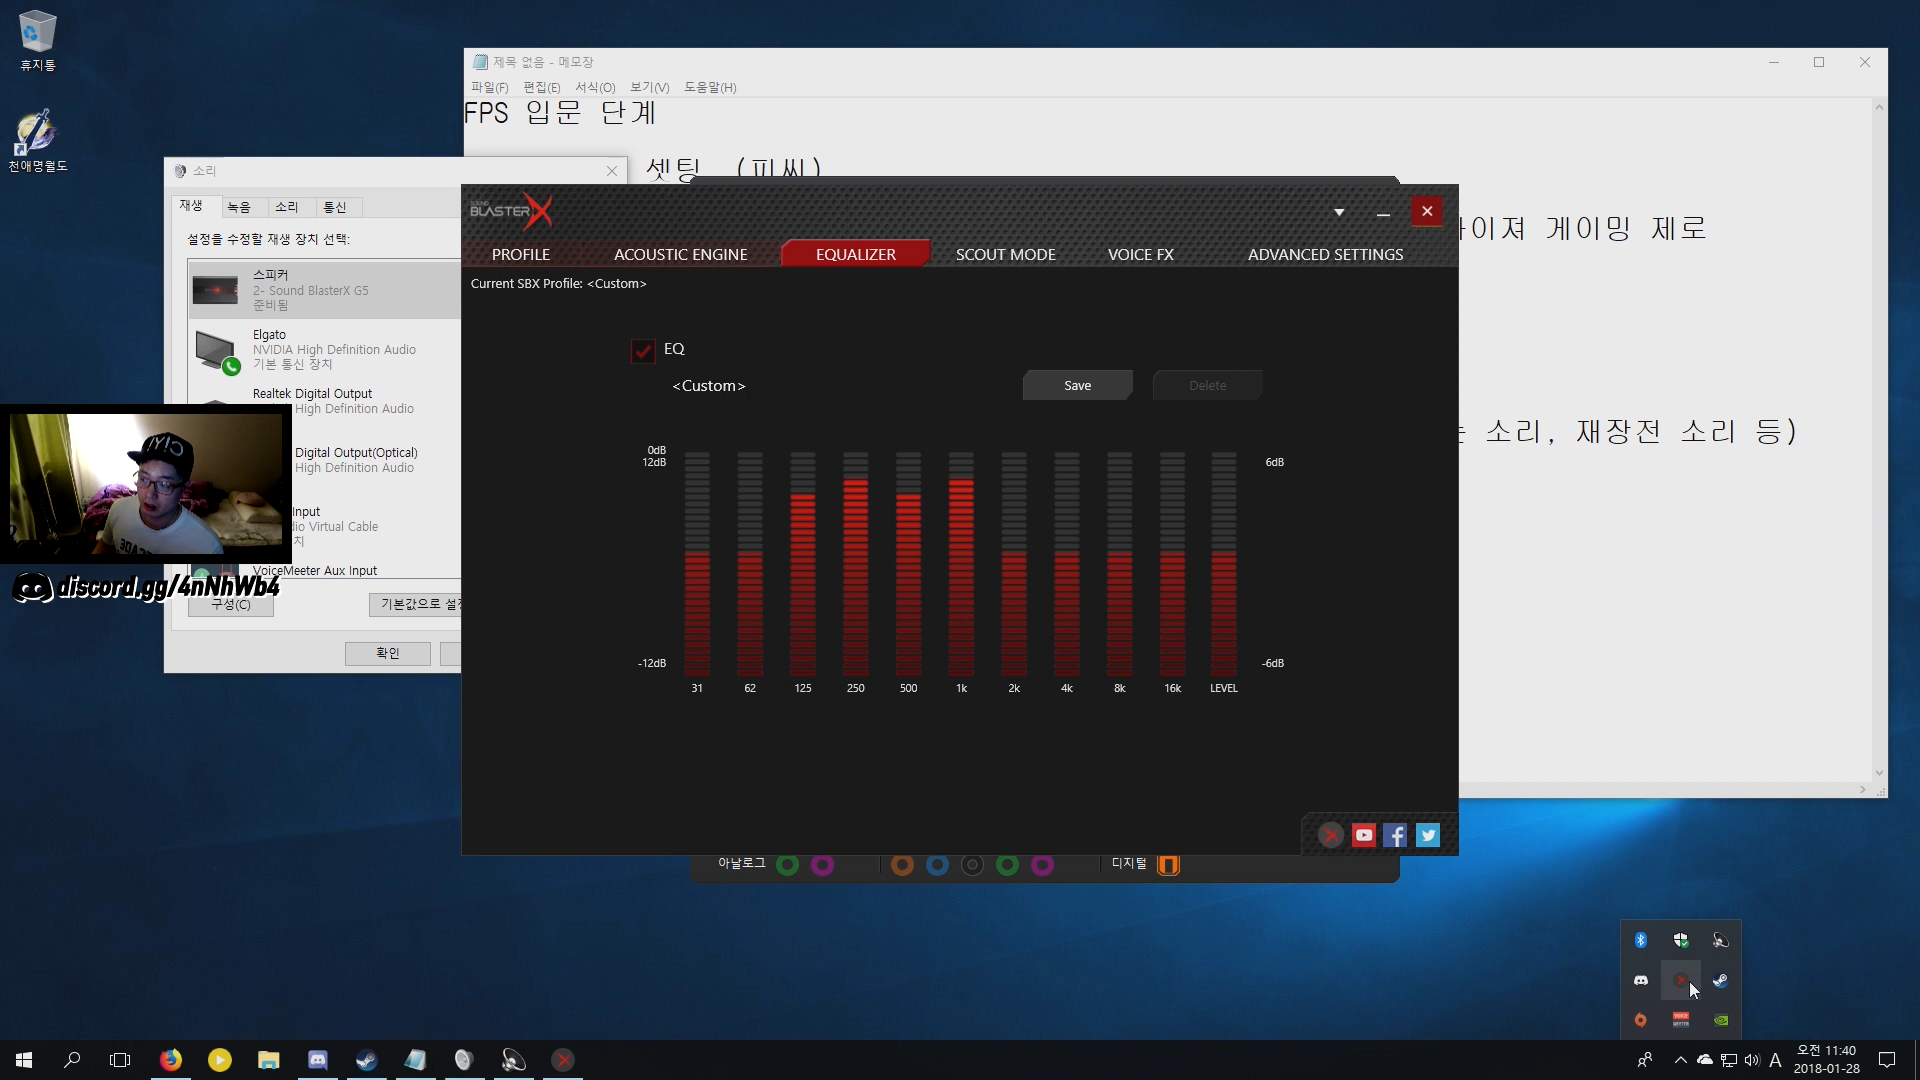 휴지통
천애명월도
제목 없음 - 메모장
파일(F) 편집(E) 서식(O) 보기(V) 도움말(H)
FPS 입문 단계
셋팅 (피씨)
이져 게이밍 제로
소리, 재장전 소리 등)
소리
재생 녹음 소리 통신
설정을 수정할 재생 장치 선택:
스피커
2- Sound BlasterX G5
준비됨
Elgato
NVIDIA High Definition Audio
기본 통신 장치
Realtek Digital Output
High Definition Audio
Digital Output(Optical)
High Definition Audio
Input
Virtual Cable
치
VoiceMeeter Aux Input
구성(C)
기본값으로
확인
discord.gg/4nNhWb4
SOUND
BLASTERX
PROFILE ACOUSTIC ENGINE EQUALIZER SCOUT MODE VOICE FX ADVANCED SETTINGS
Current SBX Profile: <Custom>
EQ
<Custom>
Save Delete
0dB
12dB 6dB
-12dB -6dB
31 62 125 250 500 1k 2k 4k 8k 16k LEVEL
아날로그 디지털
VOICE
MEETER
A
오전 11:40
2018-01-28